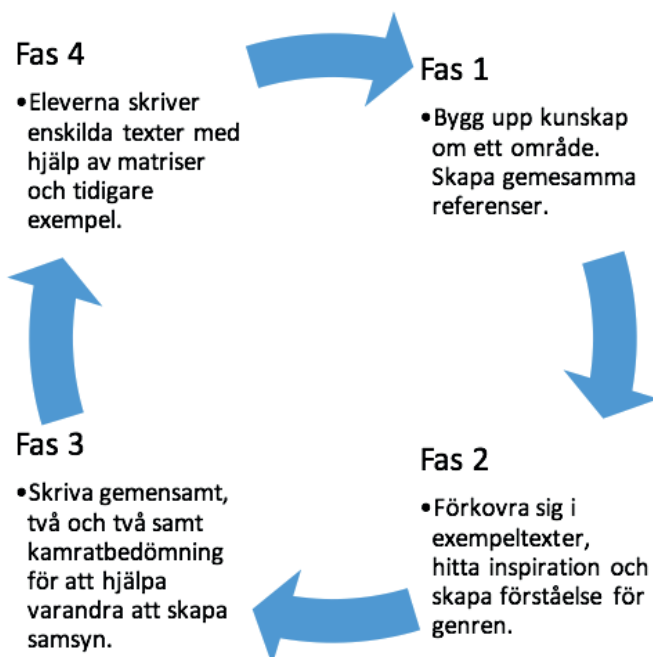 Fas 1
•Bygg upp kunskap
om ett område.
Skapa gemesamma
referenser.
Fas 2
•Förkovra sig i
exempeltexter,
hitta inspiration och
skapa förståelse för
genren.
Fas 3
•Skriva gemensamt,
två och två samt
kamratbedömning
för att hjälpa
varandra att skapa
samsyn.
Fas 4
•Eleverna skriver
enskilda texter med
hjälp av matriser
och tidigare
exempel.